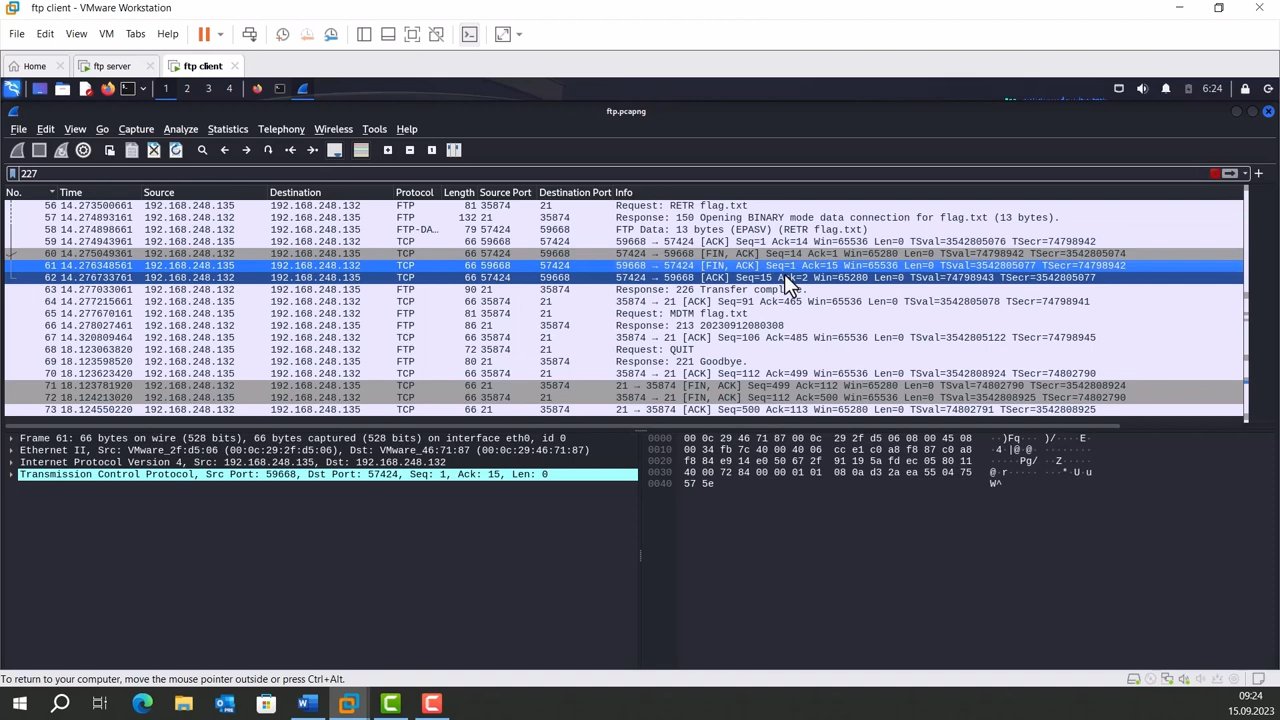 ftp client - VMware Workstation
File Edit View VM Tabs Help
Home ftp server ftp client
1 2 3 4 6:24
ftp.pcapng
File Edit View Go Capture Analyze Statistics Telephony Wireless Tools Help
227
No. Time Source Destination Protocol Length Source Port Destination Port Info
56 14.273500661 192.168.248.135 192.168.248.132 FTP 81 35874 21 Request: RETR flag.txt
57 14.274893161 192.168.248.132 192.168.248.135 FTP 132 21 35874 Response: 150 Opening BINARY mode data connection for flag.txt (13 bytes).
58 14.274898661 192.168.248.132 192.168.248.135 FTP-DA… 79 57424 59668 FTP Data: 13 bytes (EPASV) (RETR flag.txt)
59 14.274943961 192.168.248.135 192.168.248.132 TCP 66 59668 57424 59668 → 57424 [ACK] Seq=1 Ack=14 Win=65536 Len=0 TSval=3542805076 TSecr=74798942
60 14.275049361 192.168.248.132 192.168.248.135 TCP 66 57424 59668 57424 → 59668 [FIN, ACK] Seq=14 Ack=1 Win=65280 Len=0 TSval=74798942 TSecr=3542805074
61 14.276348561 192.168.248.135 192.168.248.132 TCP 66 59668 57424 59668 → 57424 [FIN, ACK] Seq=1 Ack=15 Win=65536 Len=0 TSval=3542805077 TSecr=74798942
62 14.276733761 192.168.248.132 192.168.248.135 TCP 66 57424 59668 57424 → 59668 [ACK] Seq=15 Ack=2 Win=65280 Len=0 TSval=74798943 TSecr=3542805077
63 14.277033061 192.168.248.132 192.168.248.135 FTP 90 21 35874 Response: 226 Transfer complete.
64 14.277215661 192.168.248.135 192.168.248.132 TCP 66 35874 21 35874 → 21 [ACK] Seq=91 Ack=465 Win=65536 Len=0 TSval=3542805078 TSecr=74798941
65 14.277670161 192.168.248.135 192.168.248.132 FTP 81 35874 21 Request: MDTM flag.txt
66 14.278027461 192.168.248.132 192.168.248.135 FTP 86 21 35874 Response: 213 20230912080308
67 14.320809464 192.168.248.135 192.168.248.132 TCP 66 35874 21 35874 → 21 [ACK] Seq=106 Ack=485 Win=65536 Len=0 TSval=3542805122 TSecr=74798945
68 18.123063820 192.168.248.135 192.168.248.132 FTP 72 35874 21 Request: QUIT
69 18.123598520 192.168.248.132 192.168.248.135 FTP 80 21 35874 Response: 221 Goodbye.
70 18.123623420 192.168.248.135 192.168.248.132 TCP 66 35874 21 35874 → 21 [ACK] Seq=112 Ack=499 Win=65536 Len=0 TSval=3542808924 TSecr=74802790
71 18.123781920 192.168.248.132 192.168.248.135 TCP 66 21 35874 21 → 35874 [FIN, ACK] Seq=499 Ack=112 Win=65280 Len=0 TSval=74802790 TSecr=3542808924
72 18.124213020 192.168.248.135 192.168.248.132 TCP 66 35874 21 35874 → 21 [FIN, ACK] Seq=112 Ack=500 Win=65536 Len=0 TSval=3542808925 TSecr=74802790
73 18.124550220 192.168.248.132 192.168.248.135 TCP 66 21 35874 21 → 35874 [ACK] Seq=500 Ack=113 Win=65280 Len=0 TSval=74802791 TSecr=3542808925
Frame 61: 66 bytes on wire (528 bits), 66 bytes captured (528 bits) on interface eth0, id 0
Ethernet II, Src: VMware_2f:d5:06 (00:0c:29:2f:d5:06), Dst: VMware_46:71:87 (00:0c:29:46:71:87)
Internet Protocol Version 4, Src: 192.168.248.135, Dst: 192.168.248.132
Transmission Control Protocol, Src Port: 59668, Dst Port: 57424, Seq: 1, Ack: 15, Len: 0
0000 00 0c 29 46 71 87 00 0c 29 2f d5 06 08 00 45 08 ··)Fq··· )/····E·
0010 00 34 fb 7c 40 00 40 06 cc e1 c0 a8 f8 87 c0 a8 ·4·|@·@· ········
0020 f8 84 e9 14 e0 50 67 2f 91 19 5a fd ec 05 80 11 ·····Pg/ ··Z·····
0030 40 00 72 84 00 00 01 01 08 0a d3 2a ea 55 04 75 @·r····· ···*·U·u
0040 57 5e W^
To return to your computer, move the mouse pointer outside or press Ctrl+Alt.
09:24
15.09.2023